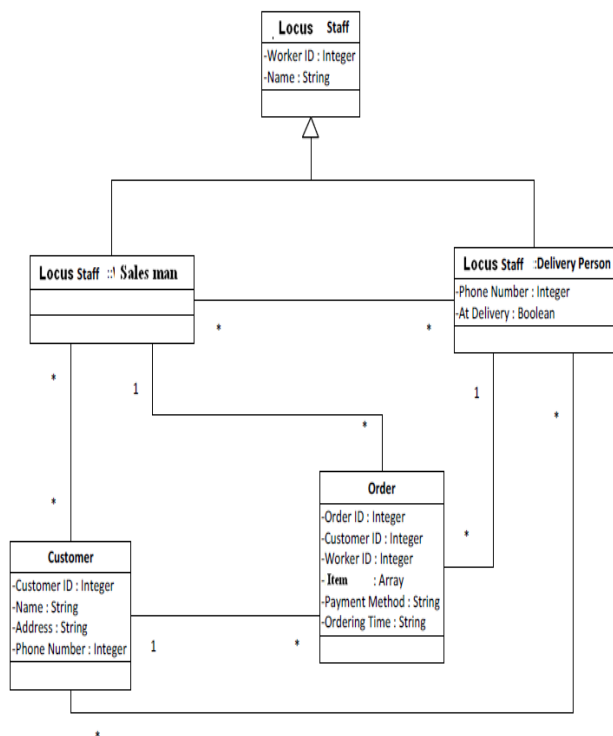 Locus Staff
-Worker ID : Integer
-Name : String
Locus Staff ::! Sales man
Locus Staff :Delivery Person
-Phone Number : Integer
-At Delivery : Boolean
* *
* 1 1 *
*
*
Order
-Order ID : Integer
-Customer ID : Integer
-Worker ID : Integer
- Item : Array
-Payment Method : String
-Ordering Time : String
*
Customer
-Customer ID : Integer
-Name : String
-Address : String
-Phone Number : Integer
1 *
*